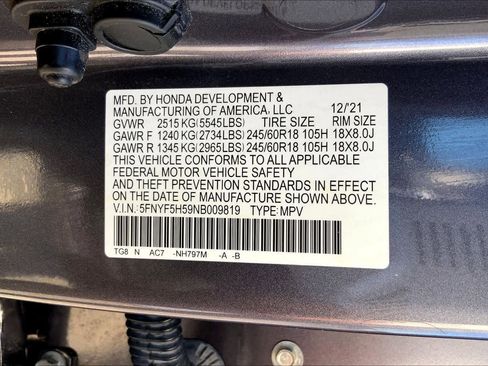 MFD. BY HONDA DEVELOPMENT &
MANUFACTURING OF AMERICA, LLC 12/'21
GVWR 2515 KG(5545LBS) TIRE SIZE RIM SIZE
GAWR F 1240 KG(2734LBS) 245/60R18 105H 18X8.0J
GAWR R 1345 KG(2965LBS) 245/60R18 105H 18X8.0J
THIS VEHICLE CONFORMS TO ALL APPLICABLE
FEDERAL MOTOR VEHICLE SAFETY
AND THEFT PREVENTION STANDARDS IN EFFECT
ON THE DATE OF MANUFACTURE SHOWN ABOVE.
V.I.N.: 5FNYF5H59NB009819 TYPE: MPV
TG8 N AC7 -NH797M -A -B